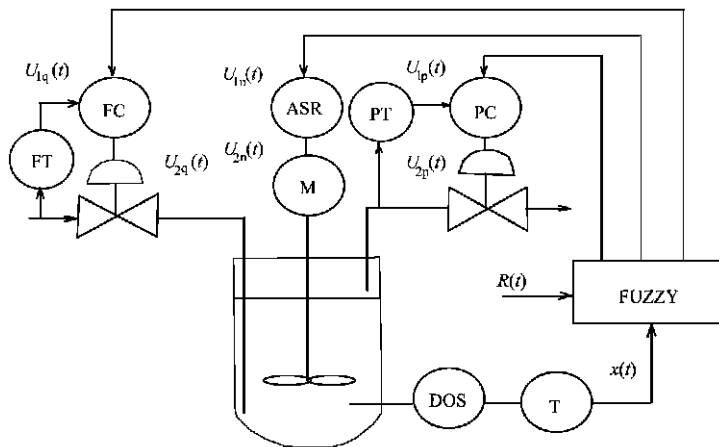 U1q(t)
U1n(t)
U1p(t)
FC
ASR
PT
PC
FT
U2q(t)
U2n(t)
U2p(t)
M
R(t)
FUZZY
x(t)
DOS
T